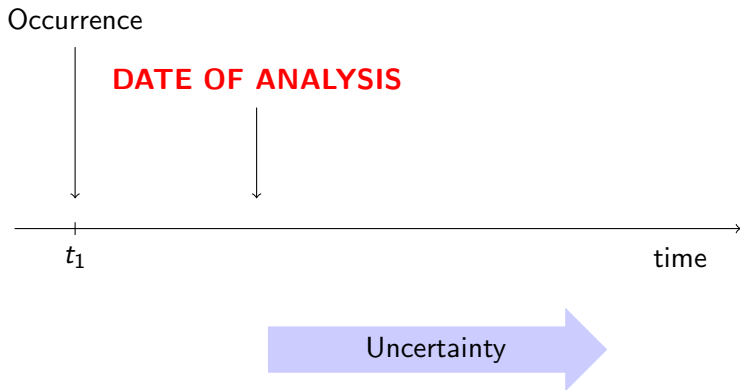 Occurrence
DATE OF ANALYSIS
t₁
time
Uncertainty